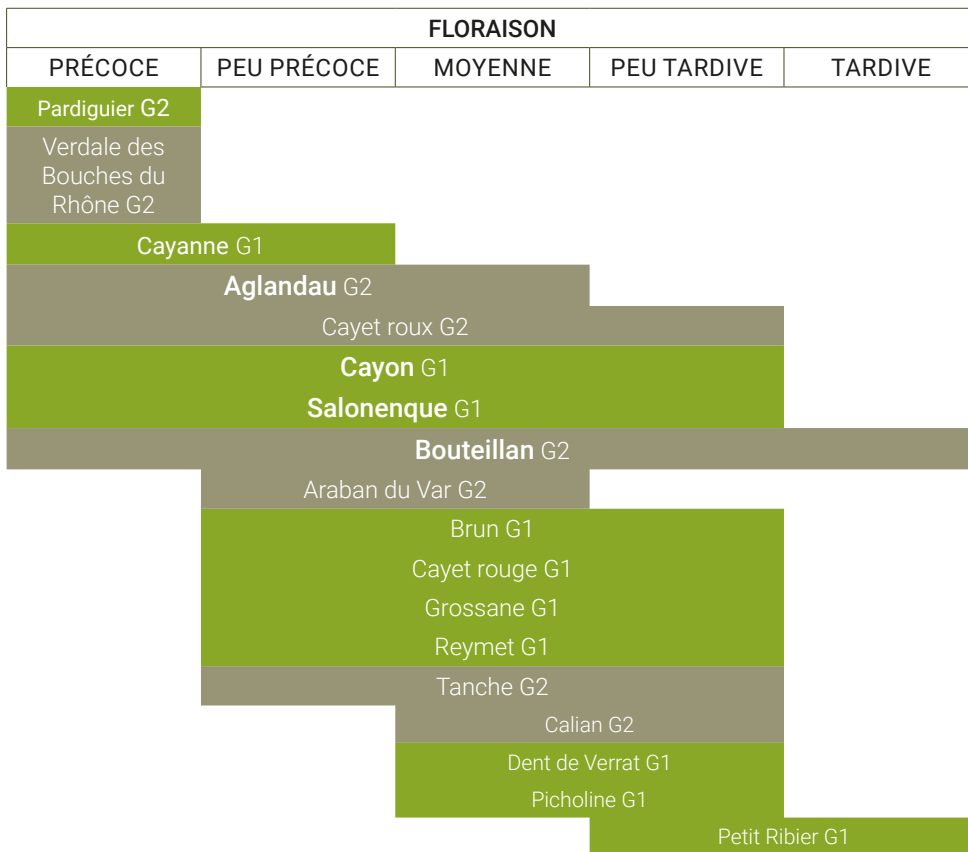 FLORAISON
PRÉCOCE PEU PRÉCOCE MOYENNE PEU TARDIVE TARDIVE
Pardiguier G2
Verdale des
Bouches du
Rhône G2
Cayanne G1
Aglandau G2
Cayet roux G2
Cayon G1
Salonenque G1
Bouteillan G2
Araban du Var G2
Brun G1
Cayet rouge G1
Grossane G1
Reymet G1
Tanche G2
Calian G2
Dent de Verrat G1
Picholine G1
Petit Ribier G1